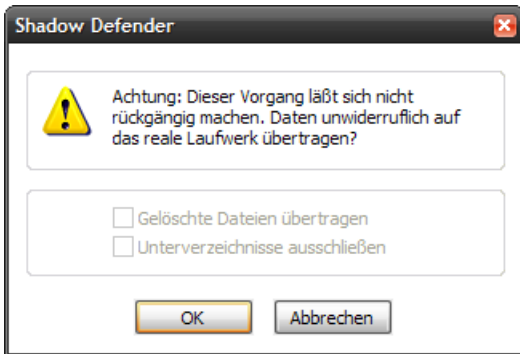 Shadow Defender
Achtung: Dieser Vorgang läßt sich nicht
rückgängig machen. Daten unwiderruflich auf
das reale Laufwerk übertragen?
Gelöschte Dateien übertragen
Unterverzeichnisse ausschließen
OK
Abbrechen